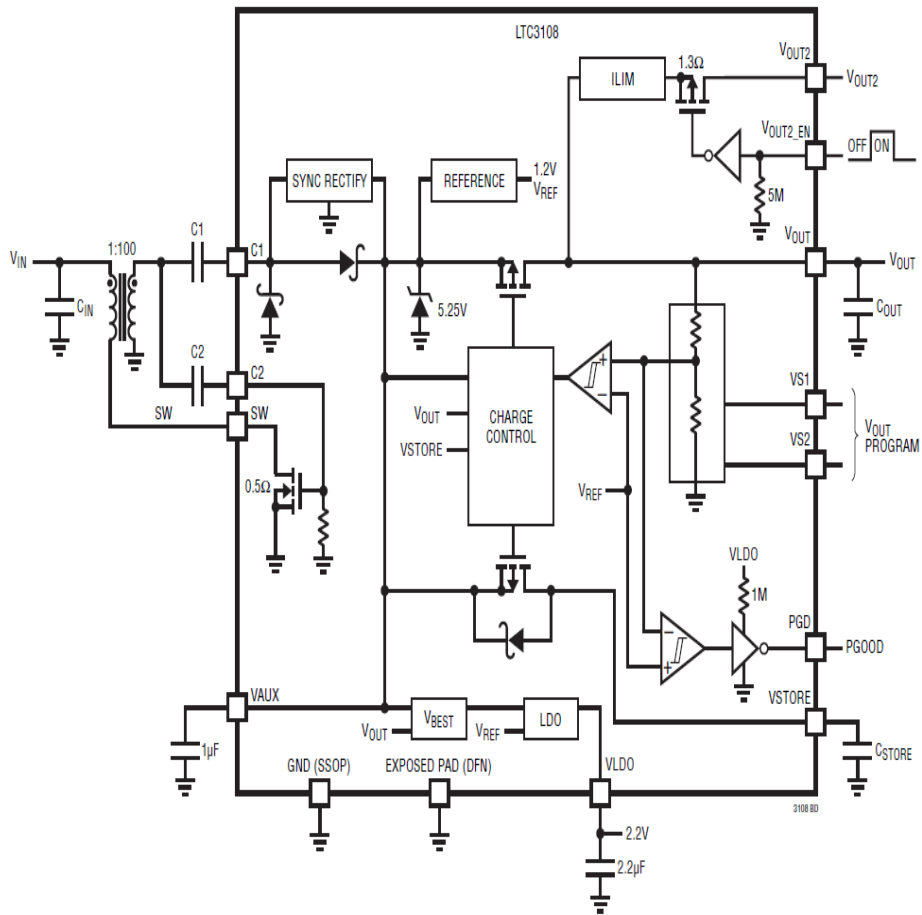 LTC3108
VOUT2
1.3Ω
ILIM
VOUT2
VOUT2_EN
OFF
ON
5M
SYNC RECTIFY
REFERENCE
1.2V
VREF
C1
1:100
VIN
C1
VOUT
VOUT
5.25V
CIN
COUT
C2
C2
SW
SW
VOUT
VSTORE
CHARGE
CONTROL
+
−
VS1
VS2
VOUT
PROGRAM
VREF
0.5Ω
VLDO
1M
PGD
PGOOD
−
+
VSTORE
VAUX
VBEST
LDO
VOUT
VREF
1µF
CSTORE
GND (SSOP)
EXPOSED PAD (DFN)
VLDO
3108 BD
2.2V
2.2µF